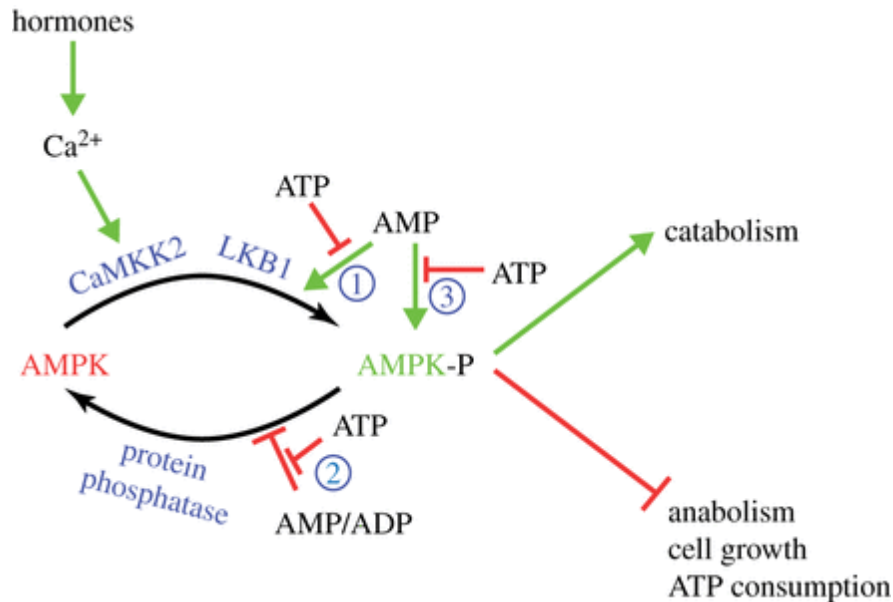 hormones
Ca²⁺
ATP
AMP
CaMKK2
LKB1
①
ATP
③
catabolism
AMPK
AMPK-P
ATP
②
protein
phosphatase
AMP/ADP
anabolism
cell growth
ATP consumption